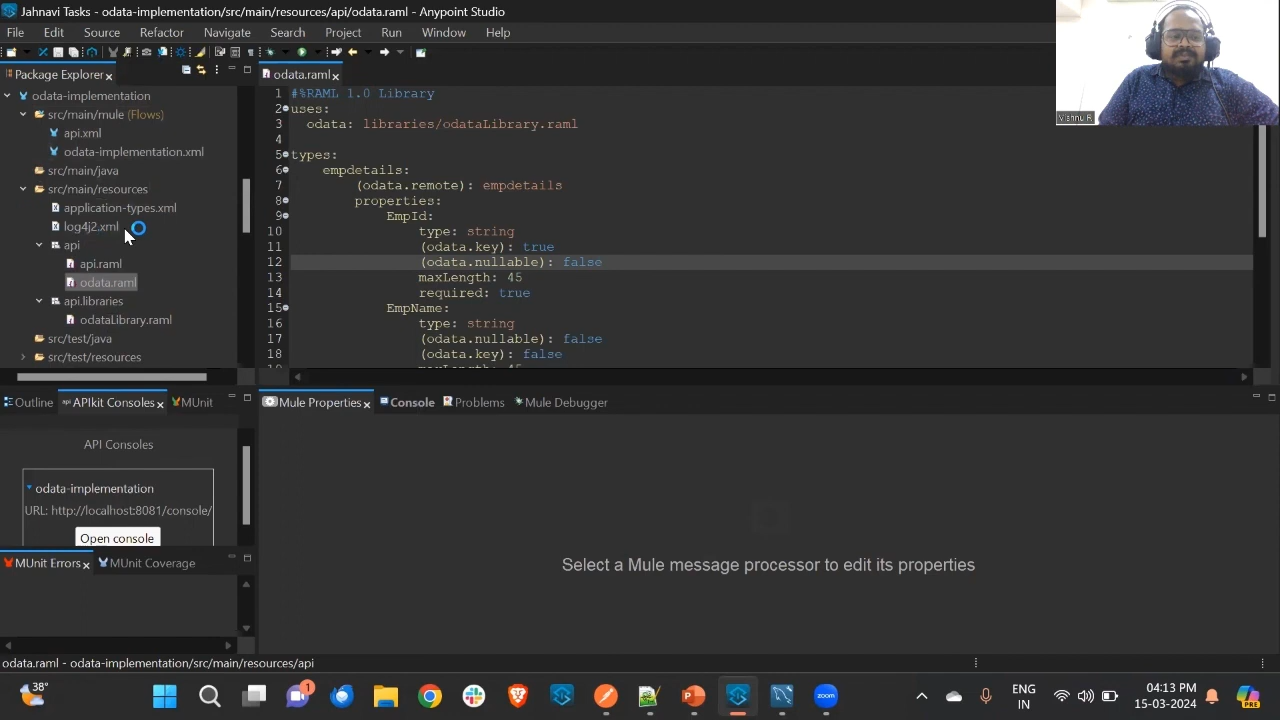 Jahnavi Tasks - odata-implementation/src/main/resources/api/odata.raml - Anypoint Studio
File Edit Source Refactor Navigate Search Project Run Window Help
Package Explorer
odata-implementation
src/main/mule (Flows)
api.xml
odata-implementation.xml
src/main/java
src/main/resources
application-types.xml
log4j2.xml
api
api.raml
odata.raml
api.libraries
odataLibrary.raml
src/test/java
src/test/resources
odata.raml
1 #%RAML 1.0 Library
2 uses:
3 odata: libraries/odataLibrary.raml
4
5 types:
6 empdetails:
7 (odata.remote): empdetails
8 properties:
9 EmpId:
10 type: string
11 (odata.key): true
12 (odata.nullable): false
13 maxLength: 45
14 required: true
15 EmpName:
16 type: string
17 (odata.nullable): false
18 (odata.key): false
maxLength: 45
Vishnu R
Outline APIkit Consoles MUnit
API Consoles
odata-implementation
URL: http://localhost:8081/console/
Open console
MUnit Errors MUnit Coverage
Mule Properties Console Problems Mule Debugger
Select a Mule message processor to edit its properties
odata.raml - odata-implementation/src/main/resources/api
38°
1
zoom
ENG
IN
04:13 PM
15-03-2024
PRE